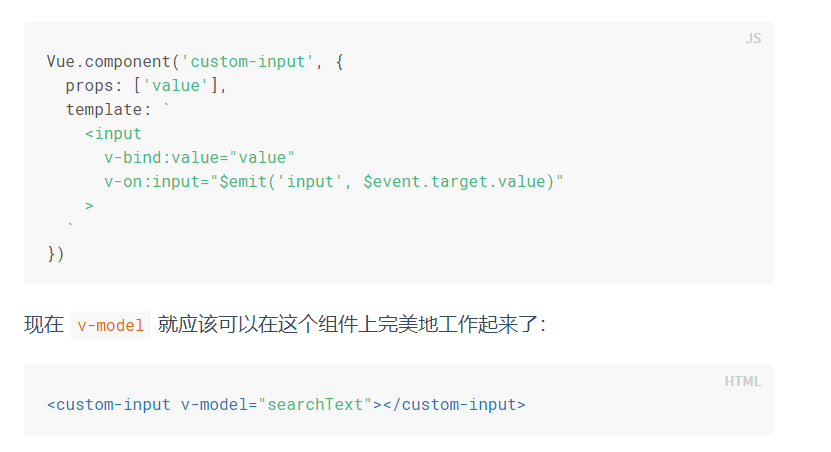 JS
Vue.component('custom-input', {
  props: ['value'],
  template: `
    <input
      v-bind:value="value"
      v-on:input="$emit('input', $event.target.value)"
    >
  `
})
现在 v-model 就应该可以在这个组件上完美地工作起来了：
HTML
<custom-input v-model="searchText"></custom-input>